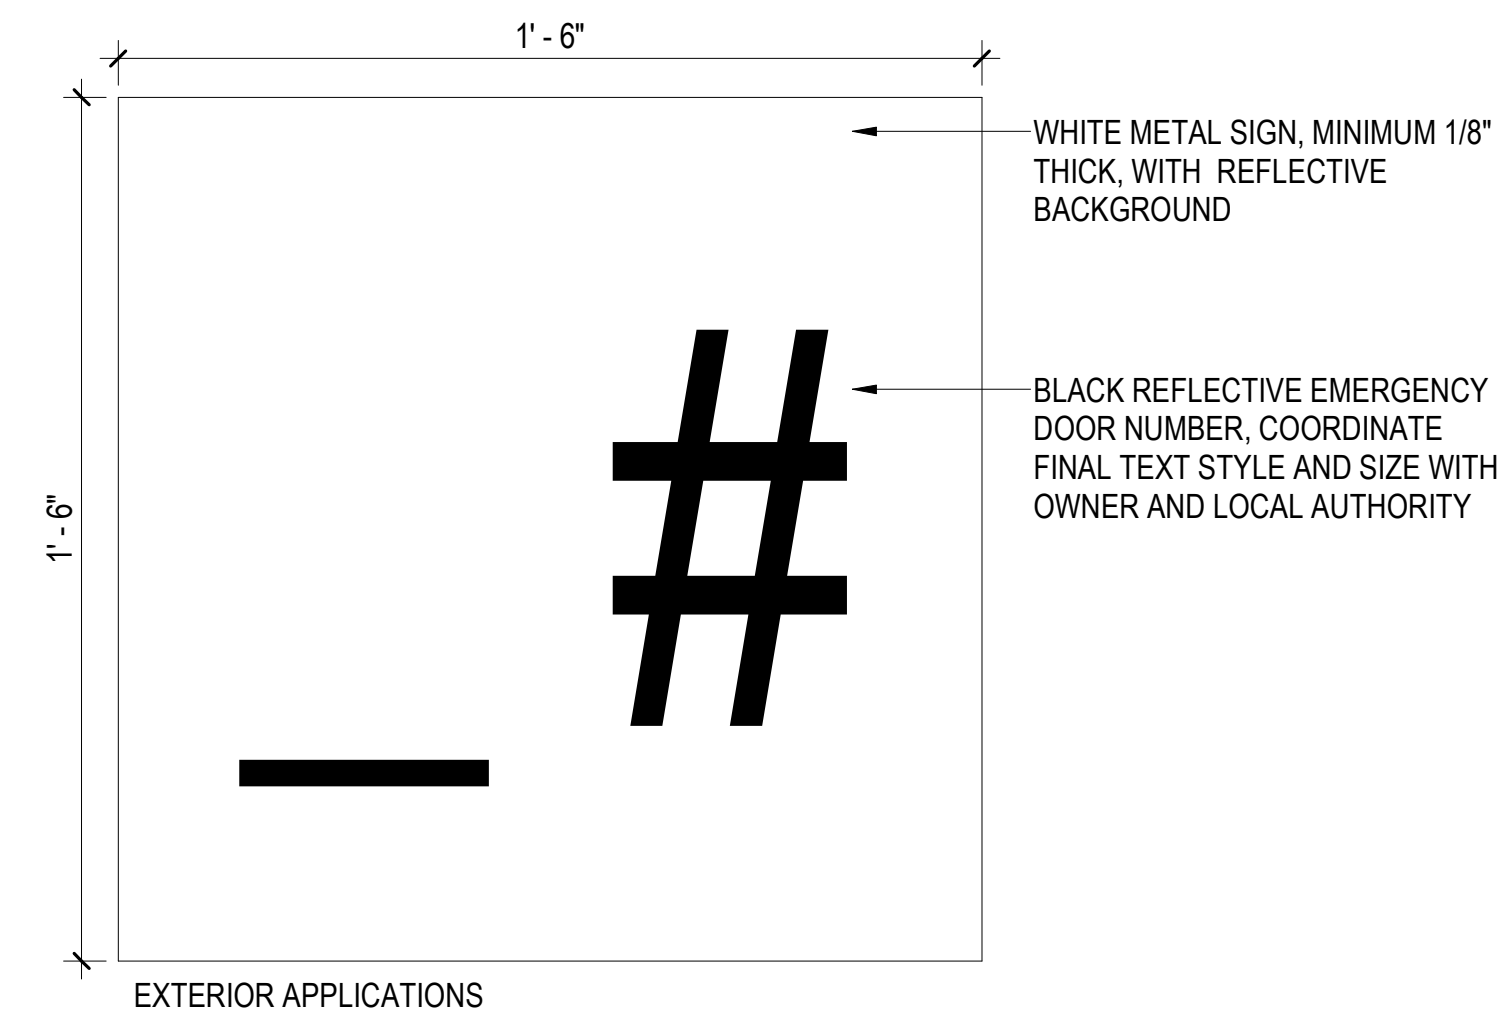 1' - 6"
WHITE METAL SIGN, MINIMUM 1/8"
THICK, WITH REFLECTIVE
BACKGROUND
_#
BLACK REFLECTIVE EMERGENCY
DOOR NUMBER, COORDINATE
FINAL TEXT STYLE AND SIZE WITH
OWNER AND LOCAL AUTHORITY
1' - 6"
EXTERIOR APPLICATIONS